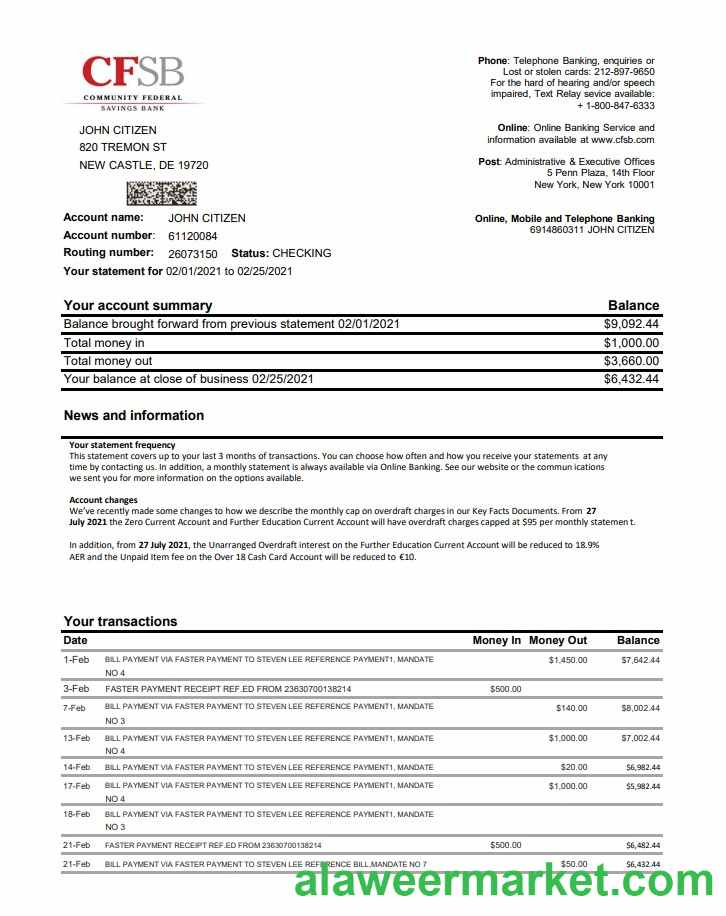 CFSB
COMMUNITY FEDERAL
SAVINGS BANK
Phone: Telephone Banking, enquiries or
Lost or stolen cards: 212-897-9650
For the hard of hearing and/or speech
impaired, Text Relay sevice available:
+ 1-800-847-6333
Online: Online Banking Service and
information available at www.cfsb.com
Post: Administrative & Executive Offices
5 Penn Plaza, 14th Floor
New York, New York 10001
Online, Mobile and Telephone Banking
6914860311 JOHN CITIZEN
JOHN CITIZEN
820 TREMON ST
NEW CASTLE, DE 19720
Account name: JOHN CITIZEN
Account number: 61120084
Routing number: 26073150 Status: CHECKING
Your statement for 02/01/2021 to 02/25/2021
Your account summary Balance
Balance brought forward from previous statement 02/01/2021 $9,092.44
Total money in $1,000.00
Total money out $3,660.00
Your balance at close of business 02/25/2021 $6,432.44
News and information
Your statement frequency
This statement covers up to your last 3 months of transactions. You can choose how often and how you receive your statements at any
time by contacting us. In addition, a monthly statement is always available via Online Banking. See our website or the commun ications
we sent you for more information on the options available.
Account changes
We've recently made some changes to how we describe the monthly cap on overdraft charges in our Key Facts Documents. From 27
July 2021 the Zero Current Account and Further Education Current Account will have overdraft charges capped at $95 per monthly statemen t.
In addition, from 27 July 2021, the Unarranged Overdraft interest on the Further Education Current Account will be reduced to 18.9%
AER and the Unpaid Item fee on the Over 18 Cash Card Account will be reduced to €10.
Your transactions
Date Money In Money Out Balance
1-Feb BILL PAYMENT VIA FASTER PAYMENT TO STEVEN LEE REFERENCE PAYMENT1, MANDATE $1,450.00 $7,642.44
NO 4
3-Feb FASTER PAYMENT RECEIPT REF.ED FROM 23630700138214 $500.00
7-Feb BILL PAYMENT VIA FASTER PAYMENT TO STEVEN LEE REFERENCE PAYMENT1, MANDATE $140.00 $8,002.44
NO 3
13-Feb BILL PAYMENT VIA FASTER PAYMENT TO STEVEN LEE REFERENCE PAYMENT1, MANDATE $1,000.00 $7,002.44
NO 4
14-Feb BILL PAYMENT VIA FASTER PAYMENT TO STEVEN LEE REFERENCE PAYMENT1, MANDATE $20.00 $6,982.44
17-Feb BILL PAYMENT VIA FASTER PAYMENT TO STEVEN LEE REFERENCE PAYMENT1, MANDATE $1,000.00 $5,982.44
NO 4
18-Feb BILL PAYMENT VIA FASTER PAYMENT TO STEVEN LEE REFERENCE PAYMENT1, MANDATE
NO 3
21-Feb FASTER PAYMENT RECEIPT REF.ED FROM 23630700138214 $500.00 $6,482.44
21-Feb BILL PAYMENT VIA FASTER PAYMENT TO STEVEN LEE REFERENCE BILL,MANDATE NO 7 $50.00 $6,432.44
alaweermarket.com